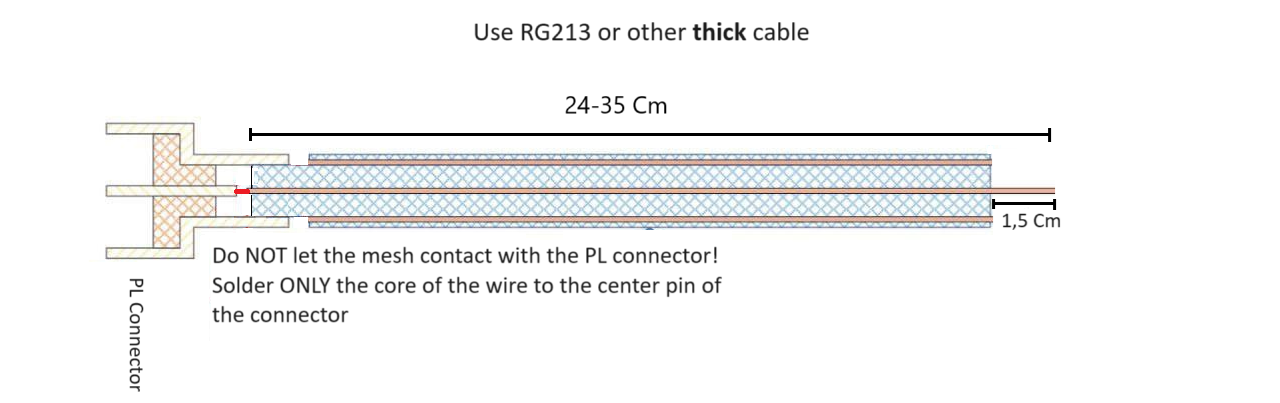 Use RG213 or other thick cable
24-35 Cm
1,5 Cm
Do NOT let the mesh contact with the PL connector!
Solder ONLY the core of the wire to the center pin of
the connector
PL Connector